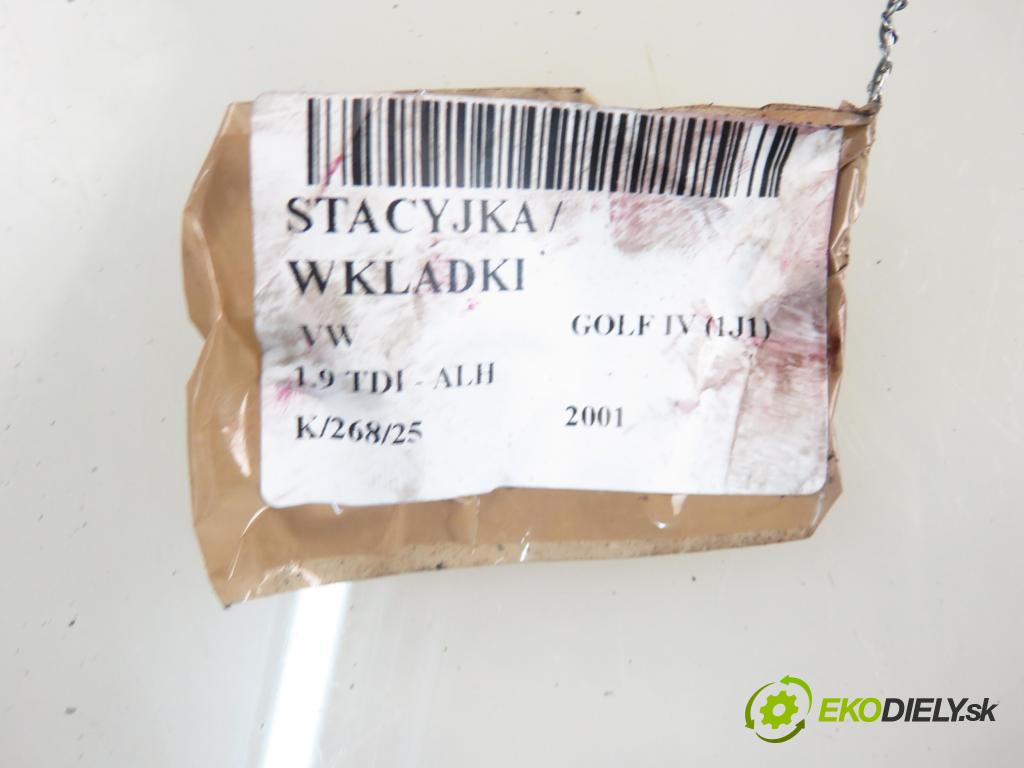 STACYJKA /
WKLADKI
VW GOLF IV (1J1)
1.9 TDI - ALH
K/268/25 2001
EKODIELY.sk